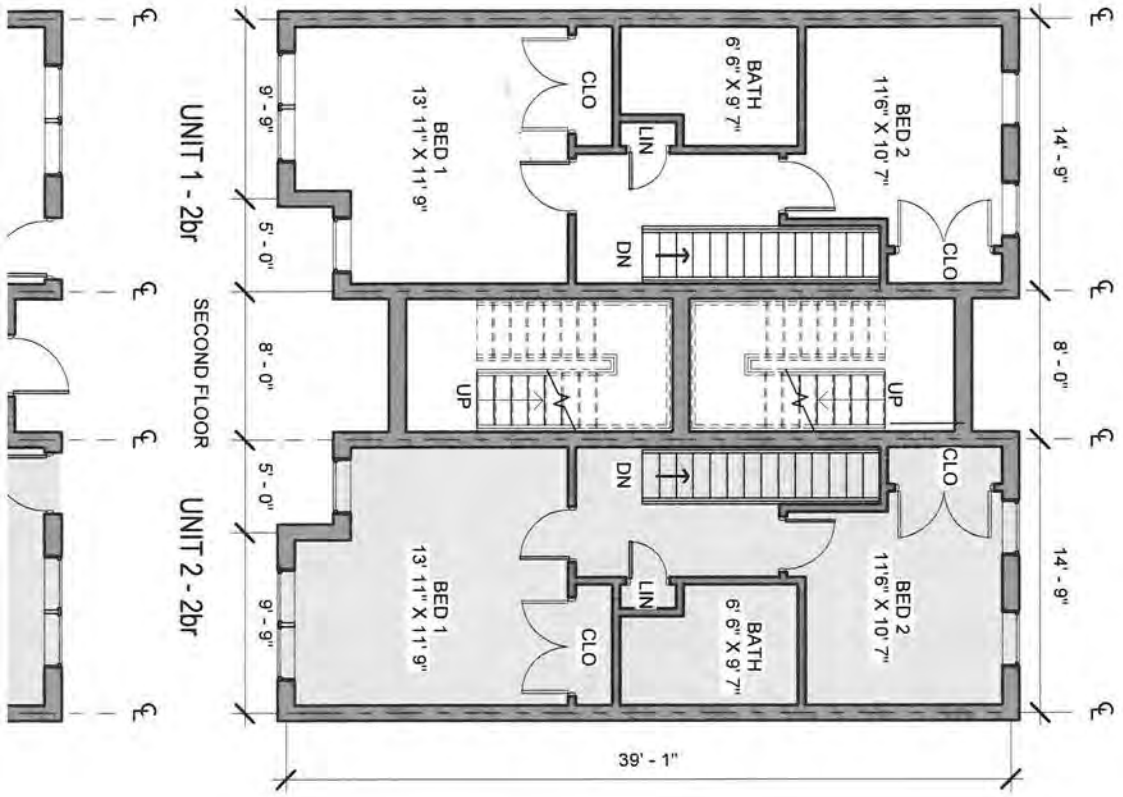 ℄
℄
℄
℄
14' - 9"
8' - 0"
14' - 9"
BED 2
11'6" X 10' 7"
CLO
BATH
6' 6" X 9' 7"
LIN
CLO
BED 1
13' 11" X 11' 9"
DN
UP
UP
CLO
BED 2
11'6" X 10' 7"
DN
BATH
6' 6" X 9' 7"
LIN
CLO
BED 1
13' 11" X 11' 9"
39' - 1"
9' - 9"
5' - 0"
8' - 0"
5' - 0"
9' - 9"
UNIT 1 - 2br
SECOND FLOOR
UNIT 2 - 2br
℄
℄
℄
℄